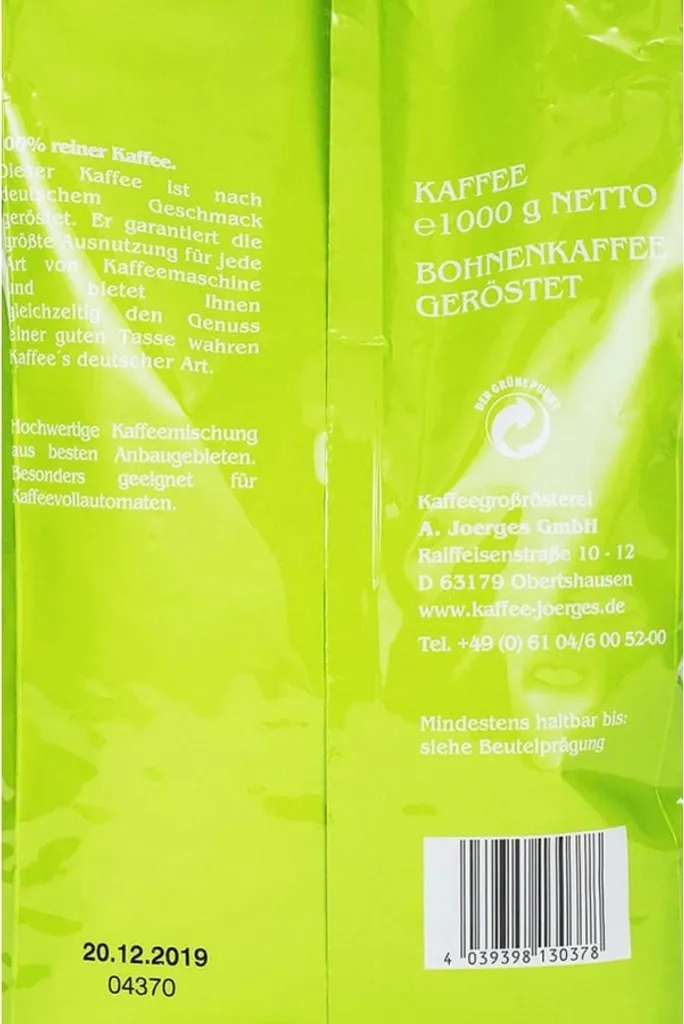 00% reiner Kaffee.
Dieser Kaffee ist nach
deutschem Geschmack
geröstet. Er garantiert die
größte Ausnutzung für jede
Art von Kaffeemaschine
und bietet Ihnen
gleichzeitig den Genuss
einer guten Tasse wahren
Kaffee´s deutscher Art.
Hochwertige Kaffeemischung
aus besten Anbaugebieten.
Besonders geeignet für
Kaffeevollautomaten.
20.12.2019
04370
KAFFEE
℮1000 g NETTO
BOHNENKAFFEE
GERÖSTET
DER GRÜNE PUNKT
Kaffeegroßrösterei
A. Joerges GmbH
Raiffeisenstraße 10 - 12
D 63179 Obertshausen
www.kaffee-joerges.de
Tel. +49 (0) 61 04/6 00 52-00
Mindestens haltbar bis:
siehe Beutelprägung
4 039398 130378